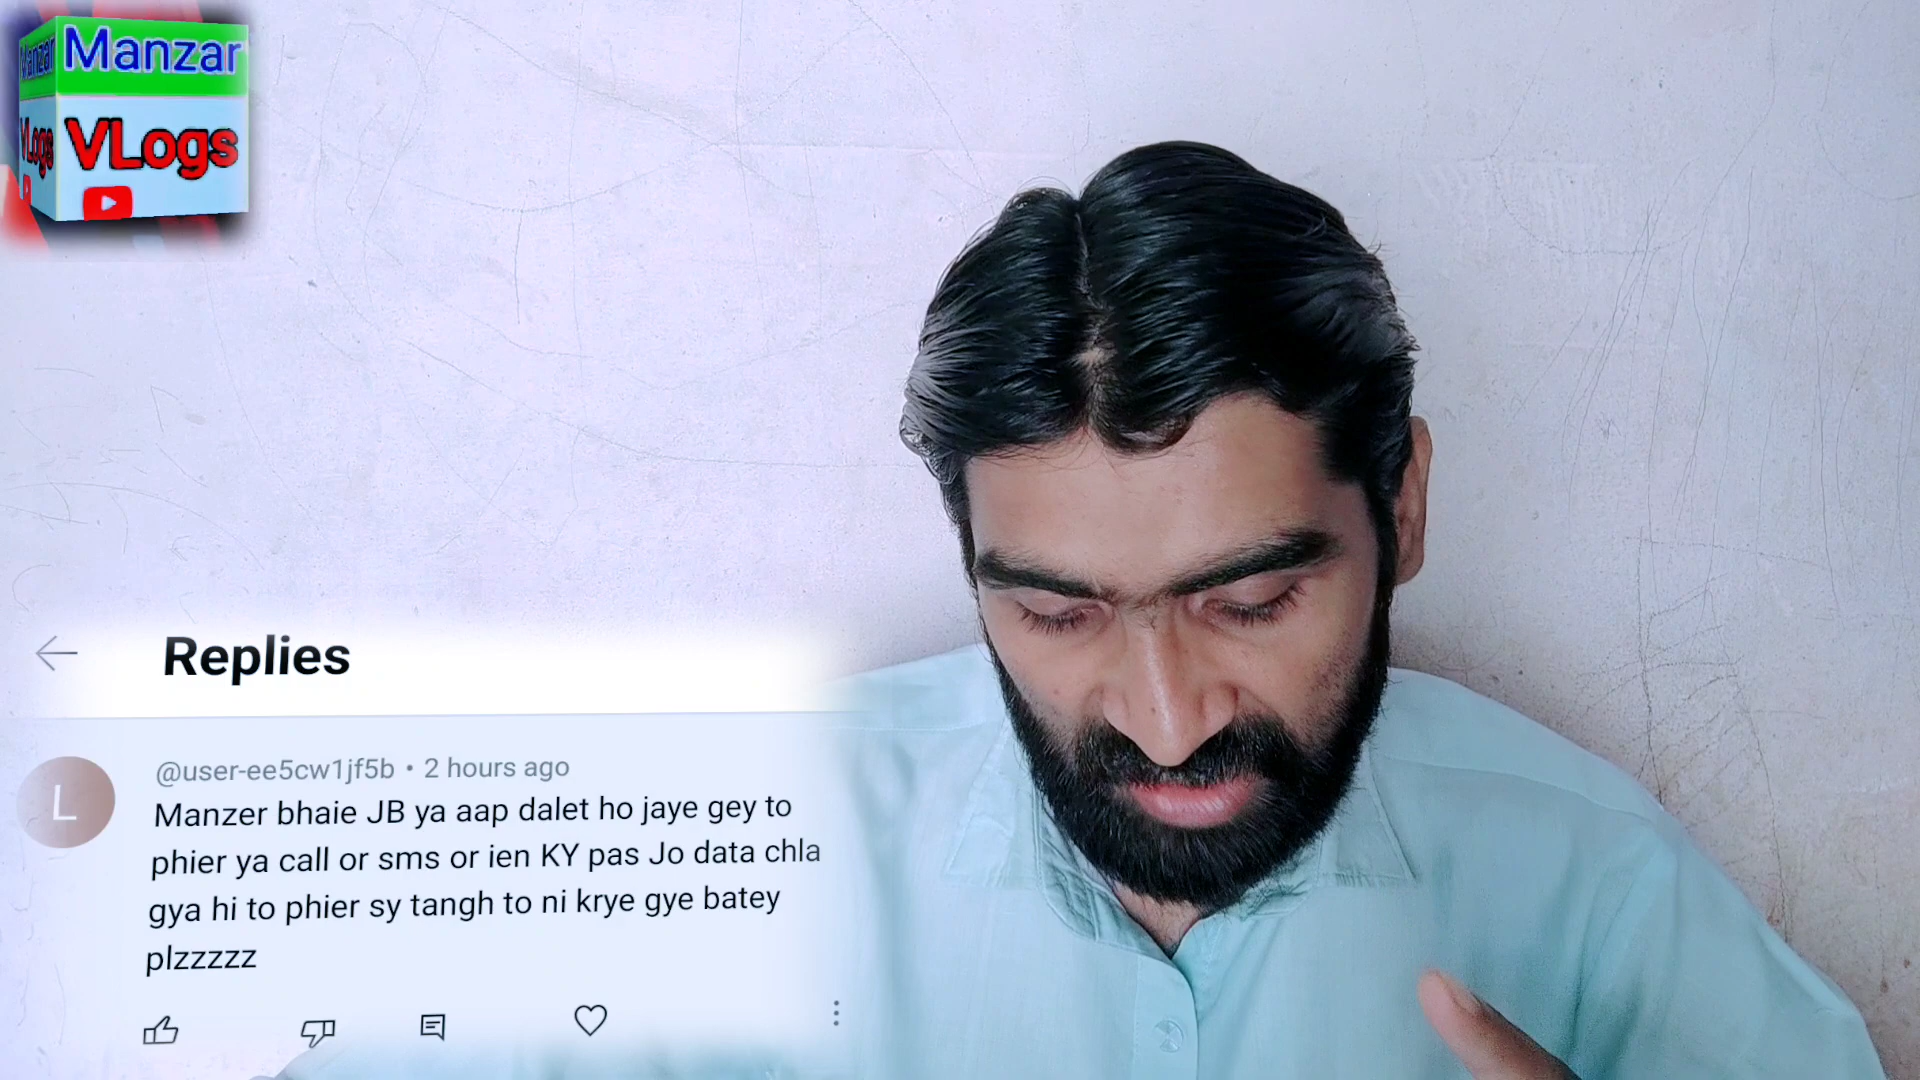 Manzar
Manzar
VLogs
VLogs
Replies
L
@user-ee5cw1jf5b • 2 hours ago
Manzer bhaie JB ya aap dalet ho jaye gey to
phier ya call or sms or ien KY pas Jo data chla
gya hi to phier sy tangh to ni krye gye batey
plzzzzz